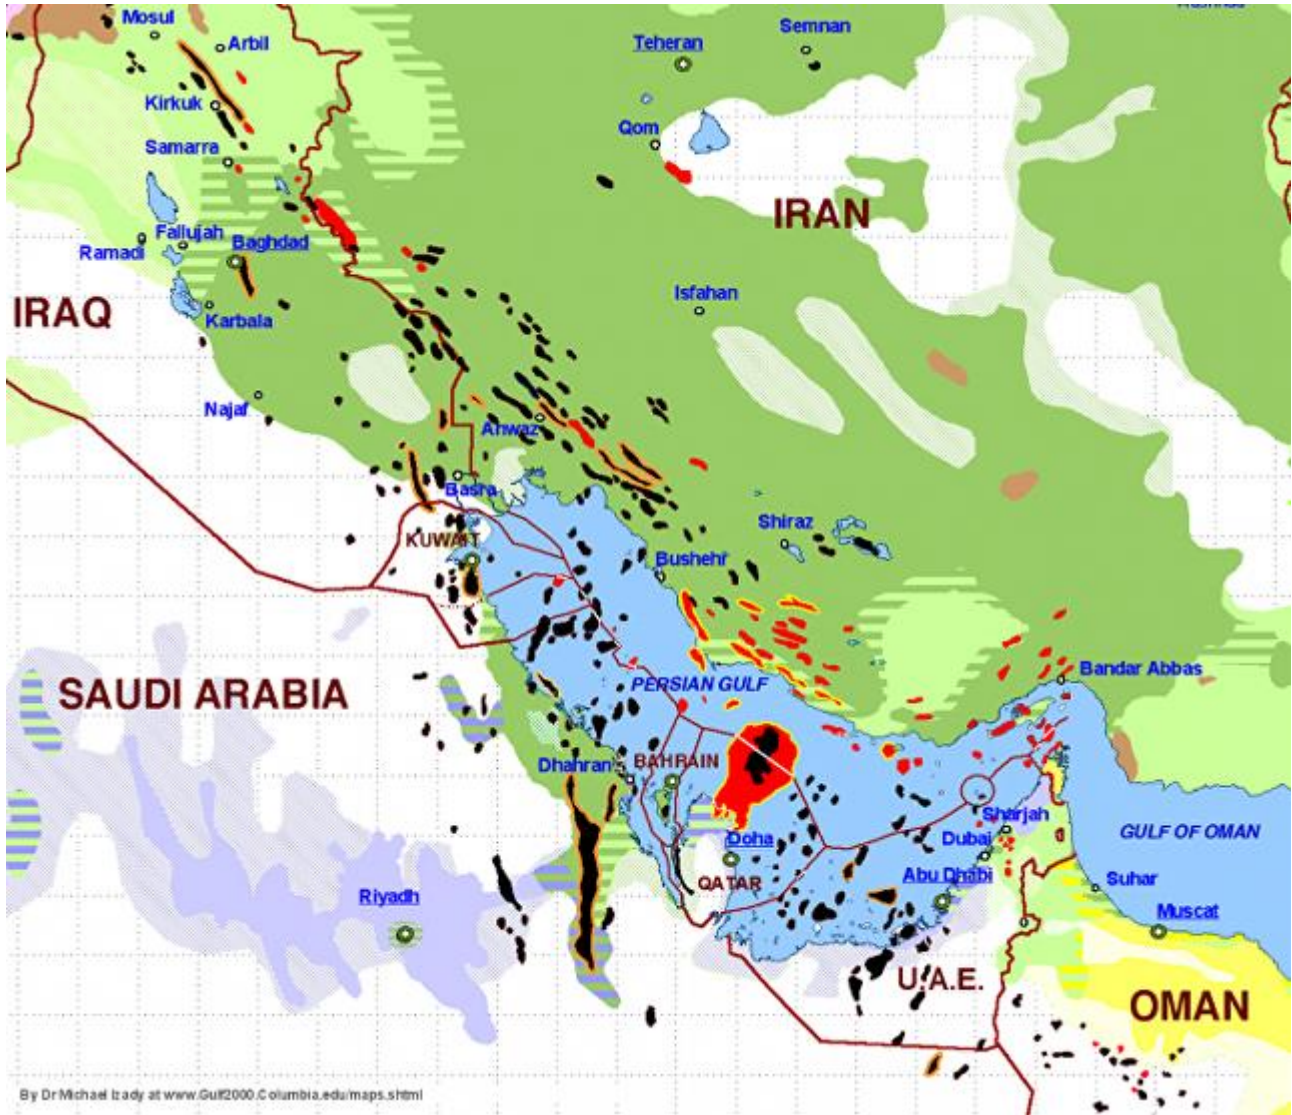 Mosul
Arbil
Teheran
Semnan
Kirkuk
Qom
Samarra
IRAN
Fallujah
Baghdad
Ramadi
Isfahan
IRAQ
Karbala
Najaf
Ahwaz
Basra
Shiraz
KUWAIT
Bushehr
Bandar Abbas
PERSIAN GULF
SAUDI ARABIA
Dhahran
BAHRAIN
Sharjah
GULF OF OMAN
Doha
Dubai
QATAR
Abu Dhabi
Suhar
Riyadh
Muscat
U.A.E.
OMAN
By Dr Michael Izady at www.Gulf2000.Columbia.edu/maps.shtml